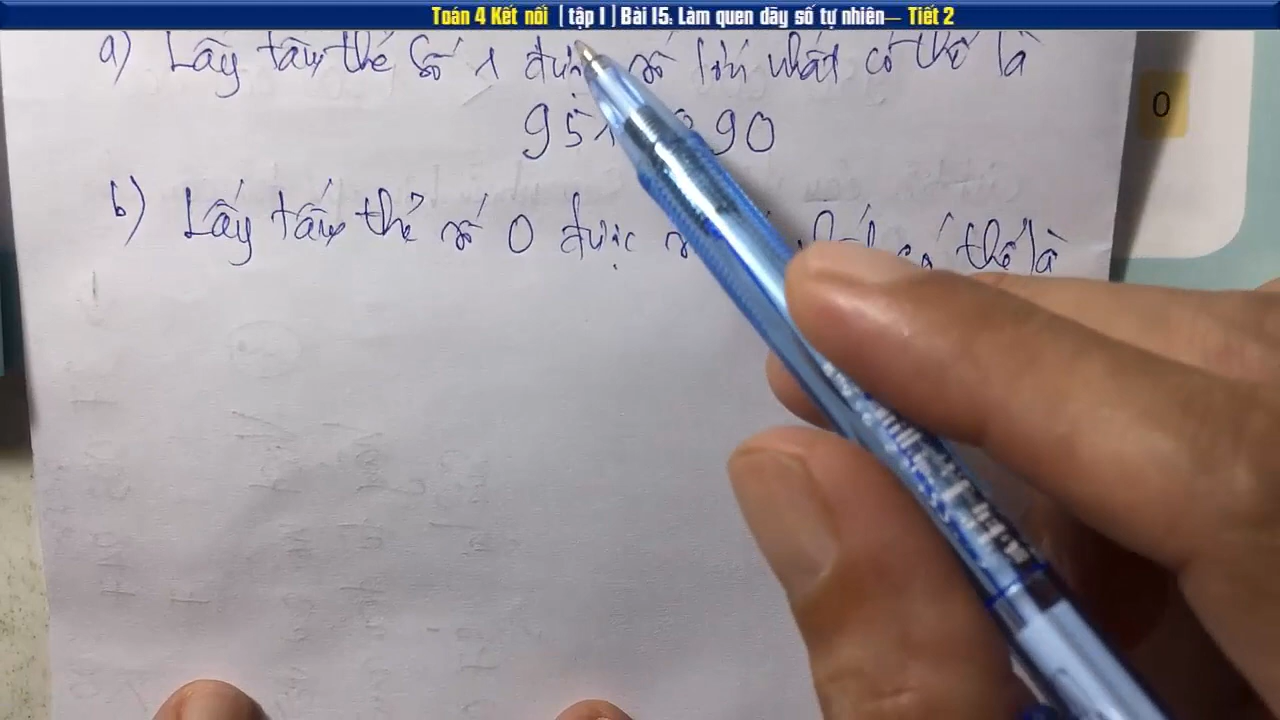 Toán 4 Kết nối ( tập 1 ) Bài 15: Làm quen dãy số tự nhiên– Tiết 2
a) Lấy tấm thẻ số 1 được số lớn nhất có thể là
0
b) Lấy tấm thẻ số 0 được có thể là